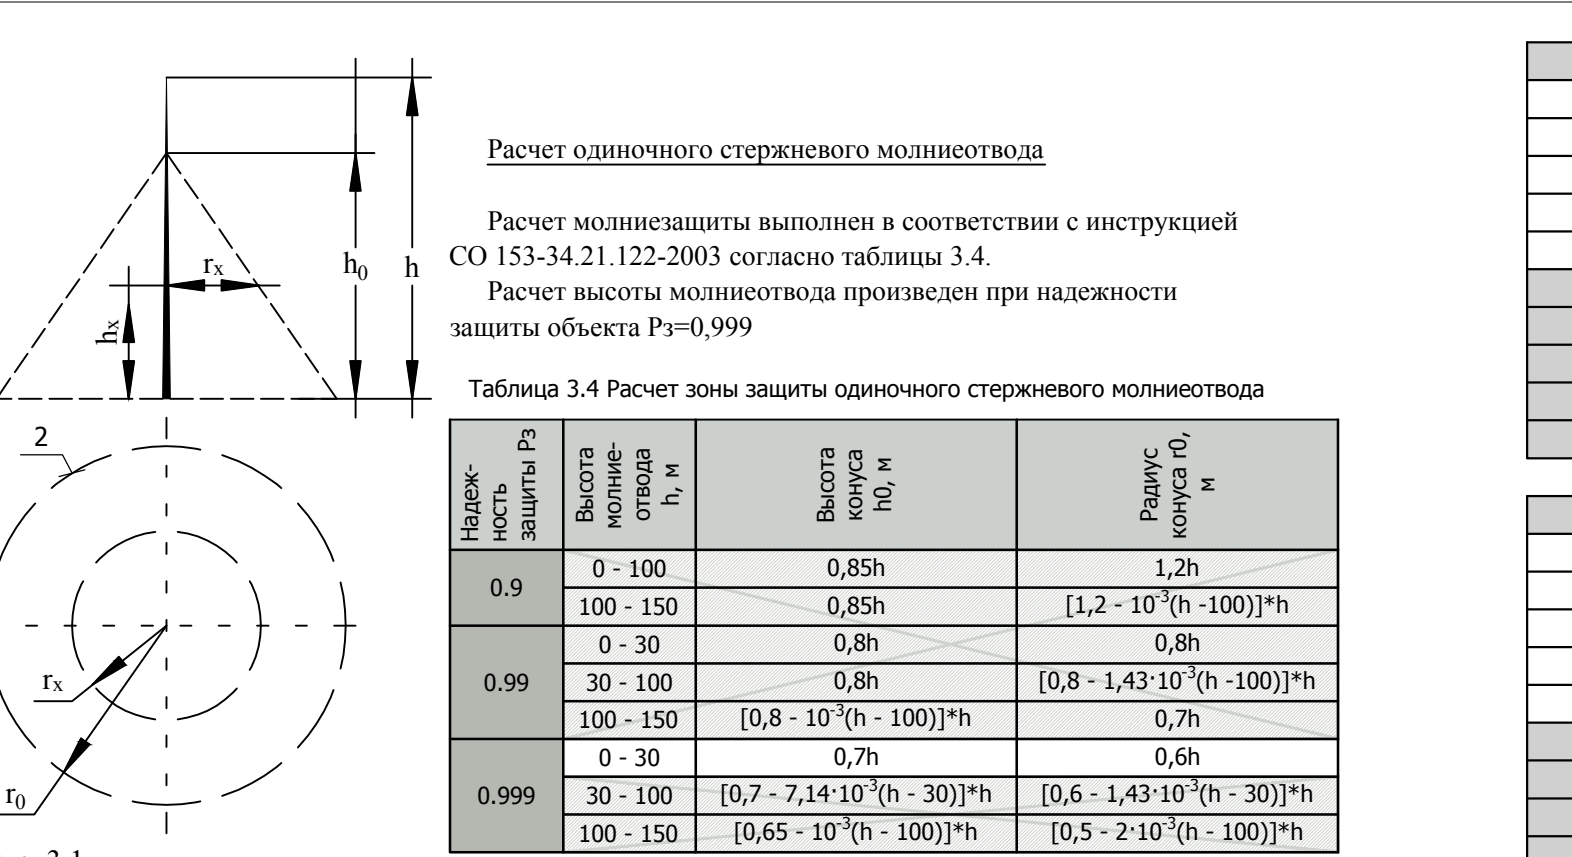 h₀
h
rₓ
hₓ
2
rₓ
r₀
Расчет одиночного стержневого молниеотвода
Расчет молниезащиты выполнен в соответствии с инструкцией
СО 153-34.21.122-2003 согласно таблицы 3.4.
Расчет высоты молниеотвода произведен при надежности
защиты объекта Рз=0,999
Таблица 3.4 Расчет зоны защиты одиночного стержневого молниеотвода
Надеж-
ность
защиты Рз
Высота
молние-
отвода
h, м
Высота
конуса
h0, м
Радиус
конуса r0,
м
0.9
0 - 100 0,85h 1,2h
100 - 150 0,85h [1,2 - 10⁻³(h -100)]*h
0.99
0 - 30 0,8h 0,8h
30 - 100 0,8h [0,8 - 1,43·10⁻³(h -100)]*h
100 - 150 [0,8 - 10⁻³(h - 100)]*h 0,7h
0.999
0 - 30 0,7h 0,6h
30 - 100 [0,7 - 7,14·10⁻³(h - 30)]*h [0,6 - 1,43·10⁻³(h - 30)]*h
100 - 150 [0,65 - 10⁻³(h - 100)]*h [0,5 - 2·10⁻³(h - 100)]*h